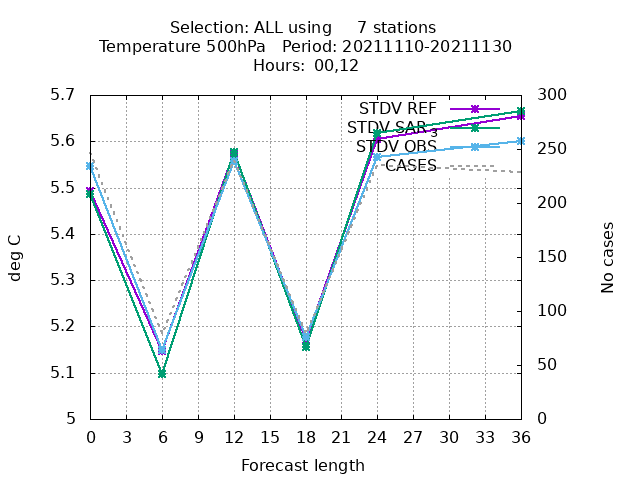 Selection: ALL using     7 stations
Temperature 500hPa   Period: 20211110-20211130
Hours:  00,12
5.7
5.6
5.5
5.4
5.3
5.2
5.1
5
300
250
200
150
100
50
0
deg C
No cases
STDV REF
STDV SAR3
STDV OBS
CASES
0 3 6 9 12 15 18 21 24 27 30 33 36
Forecast length